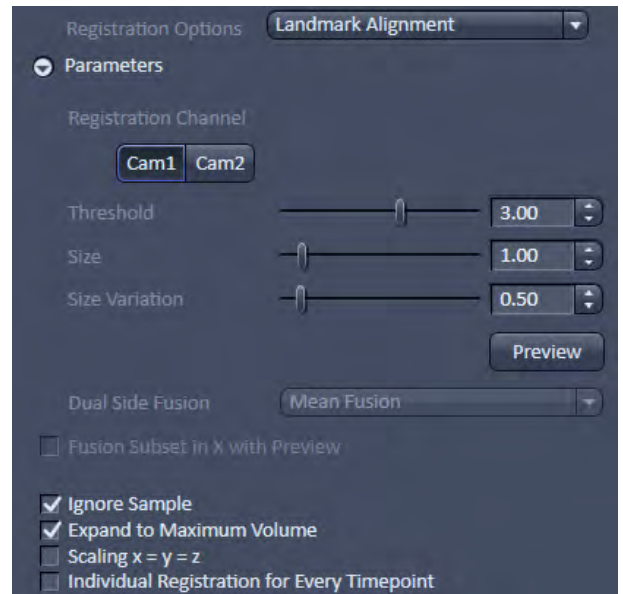 Registration Options Landmark Alignment
Parameters
Registration Channel
Cam1 Cam2
Threshold 3.00
Size 1.00
Size Variation 0.50
Preview
Dual Side Fusion Mean Fusion
Fusion Subset in X with Preview
Ignore Sample
Expand to Maximum Volume
Scaling x = y = z
Individual Registration for Every Timepoint